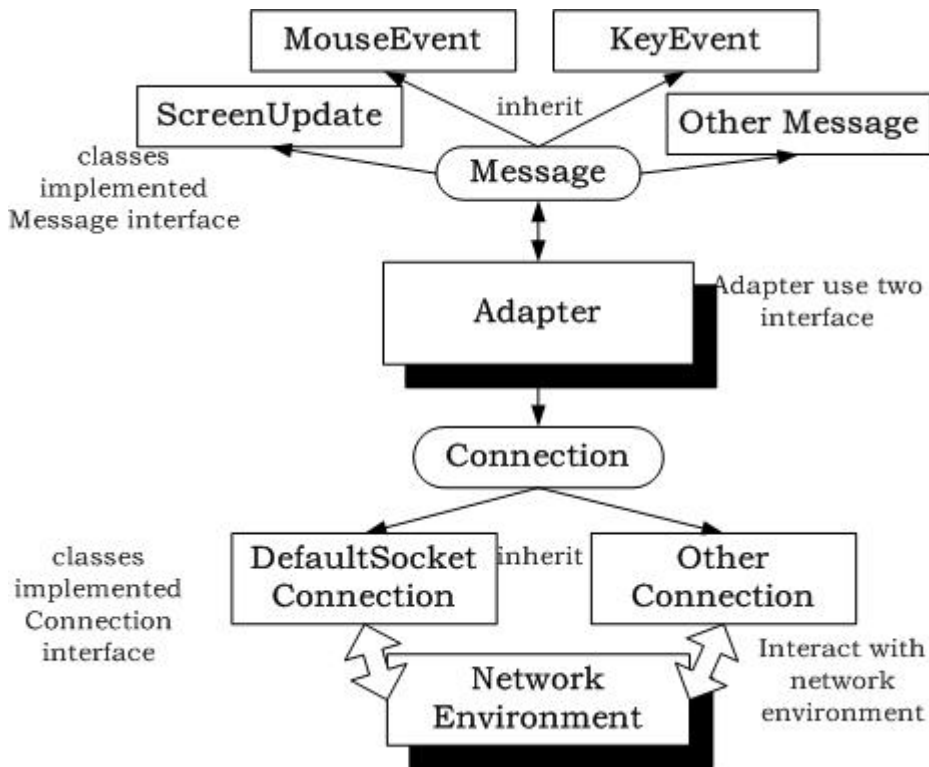 MouseEvent
KeyEvent
ScreenUpdate
inherit
Other Message
classes
implemented
Message interface
Message
Adapter
Adapter use two
interface
Connection
classes
implemented
Connection
interface
DefaultSocket
Connection
inherit
Other
Connection
Network
Environment
Interact with
network
environment